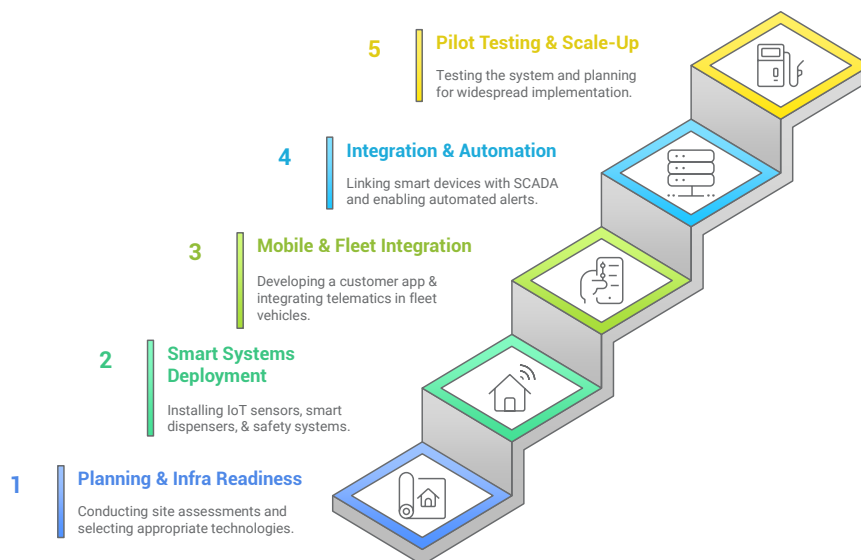 5
Pilot Testing & Scale-Up
Testing the system and planning
for widespread implementation.
4
Integration & Automation
Linking smart devices with SCADA
and enabling automated alerts.
3
Mobile & Fleet Integration
Developing a customer app &
integrating telematics in fleet
vehicles.
2
Smart Systems
Deployment
Installing IoT sensors, smart
dispensers, & safety systems.
1
Planning & Infra Readiness
Conducting site assessments and
selecting appropriate technologies.